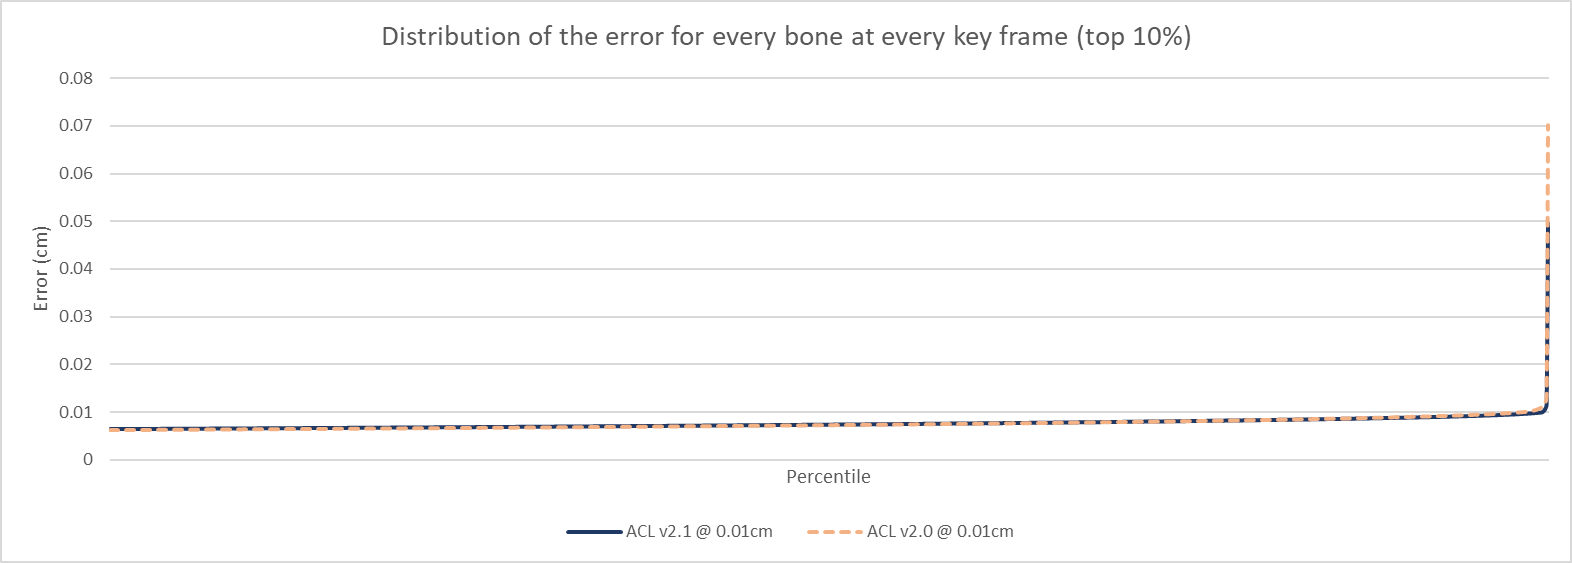 Distribution of the error for every bone at every key frame (top 10%)
0.08
0.07
0.06
0.05
0.04
0.03
0.02
0.01
0
Error (cm)
Percentile
ACL v2.1 @ 0.01cm
ACL v2.0 @ 0.01cm